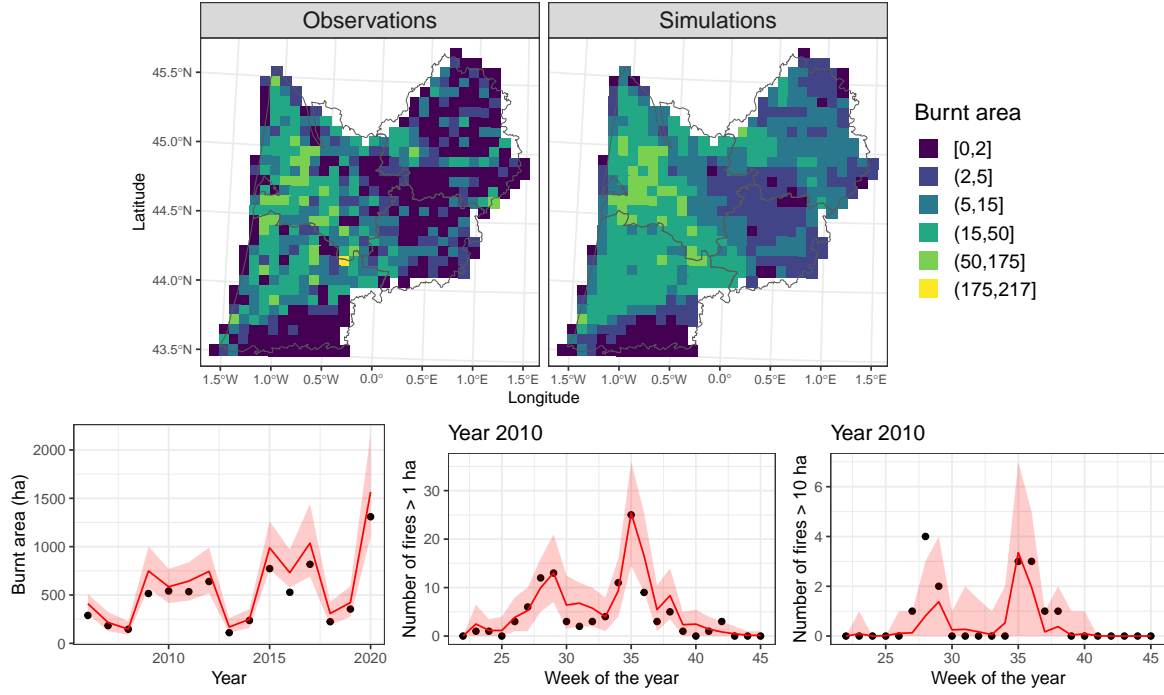 Observations
Simulations
45.5°N
45.0°N
44.5°N
44.0°N
43.5°N
Latitude
1.5°W 1.0°W 0.5°W 0.0° 0.5°E 1.0°E 1.5°E
1.5°W 1.0°W 0.5°W 0.0° 0.5°E 1.0°E 1.5°E
Longitude
Burnt area
[0,2]
(2,5]
(5,15]
(15,50]
(50,175]
(175,217]
2000
1500
1000
500
0
Burnt area (ha)
2010 2015 2020
Year
Year 2010
30
20
10
0
Number of fires > 1 ha
25 30 35 40 45
Week of the year
Year 2010
6
4
2
0
Number of fires > 10 ha
25 30 35 40 45
Week of the year